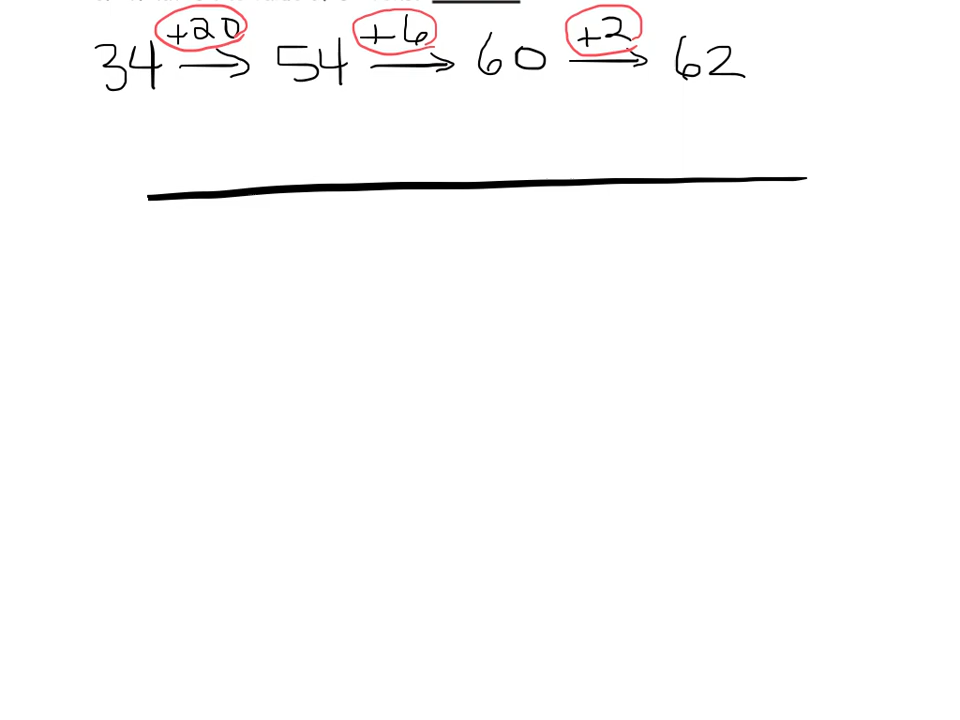 +20 +6 +2
34 → 54 → 60 → 62